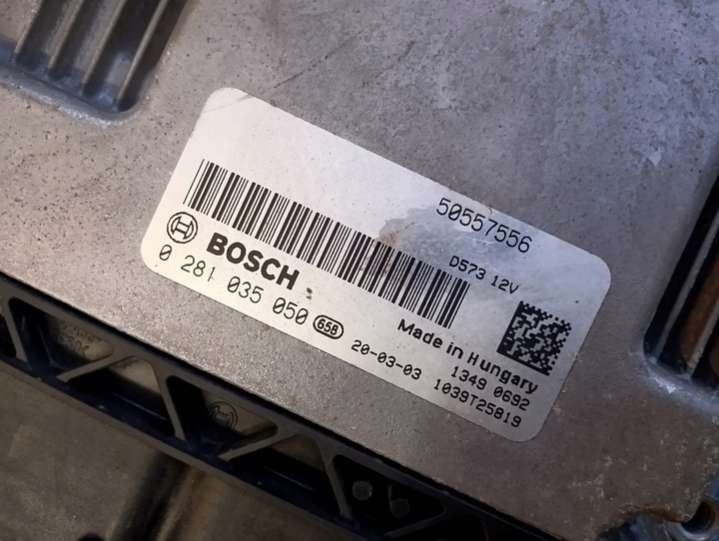 50557556
D573 12V
BOSCH
0 281 035 050 658
Made in Hungary
20-03-03 1349 0692
1039T25819